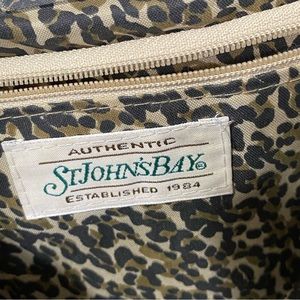 AUTHENTIC
ST.JOHN'S BAY®
ESTABLISHED 1984